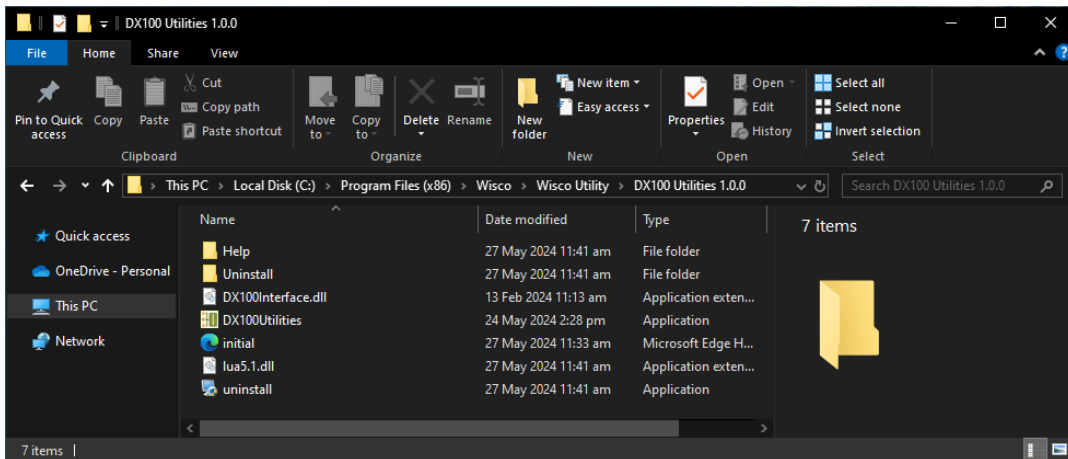 DX100 Utilities 1.0.0
File Home Share View
Pin to Quick access
Copy
Paste
Cut
Copy path
Paste shortcut
Clipboard
Move to
Copy to
Delete
Rename
Organize
New folder
New item
Easy access
New
Properties
Open
Edit
History
Open
Select all
Select none
Invert selection
Select
This PC > Local Disk (C:) > Program Files (x86) > Wisco > Wisco Utility > DX100 Utilities 1.0.0
Search DX100 Utilities 1.0.0
Quick access
OneDrive - Personal
This PC
Network
Name Date modified Type
Help 27 May 2024 11:41 am File folder
Uninstall 27 May 2024 11:41 am File folder
DX100Interface.dll 13 Feb 2024 11:13 am Application exten...
DX100Utilities 24 May 2024 2:28 pm Application
initial 27 May 2024 11:33 am Microsoft Edge H...
lua5.1.dll 27 May 2024 11:41 am Application exten...
uninstall 27 May 2024 11:41 am Application
7 items
7 items